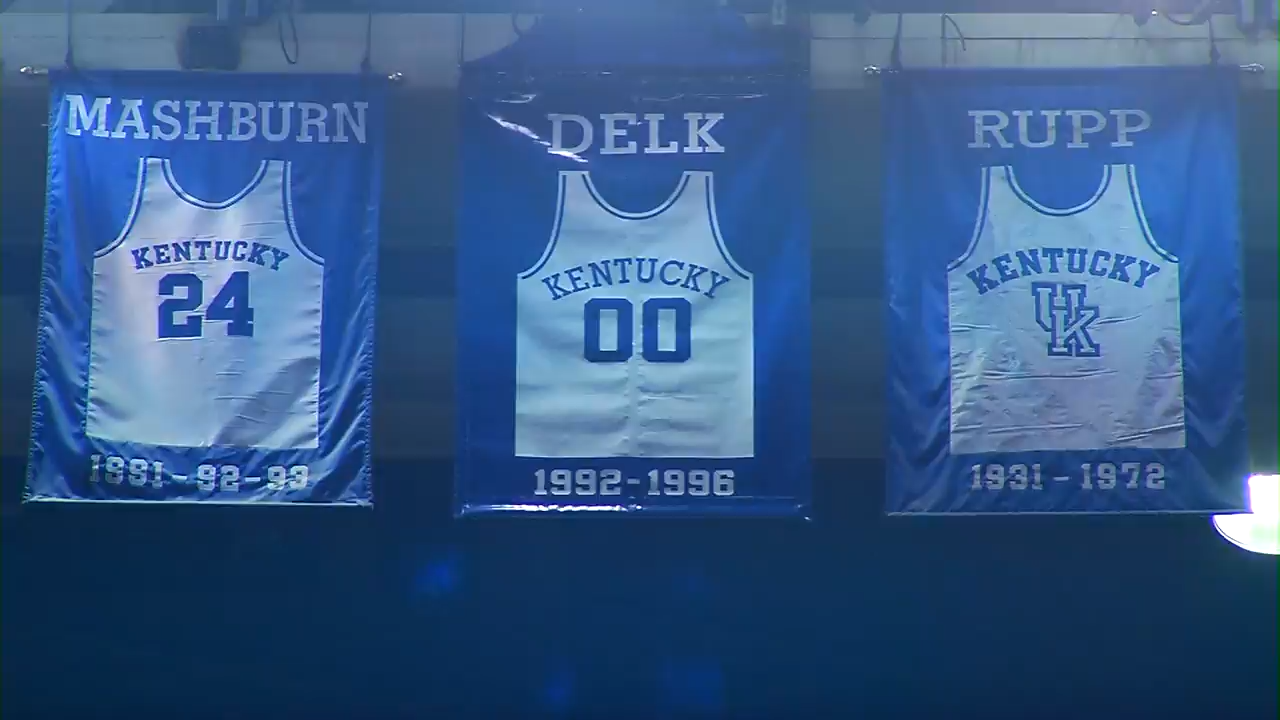 MASHBURN
KENTUCKY
24
1991-92-93
DELK
KENTUCKY
00
1992-1996
RUPP
KENTUCKY
UK
1931-1972